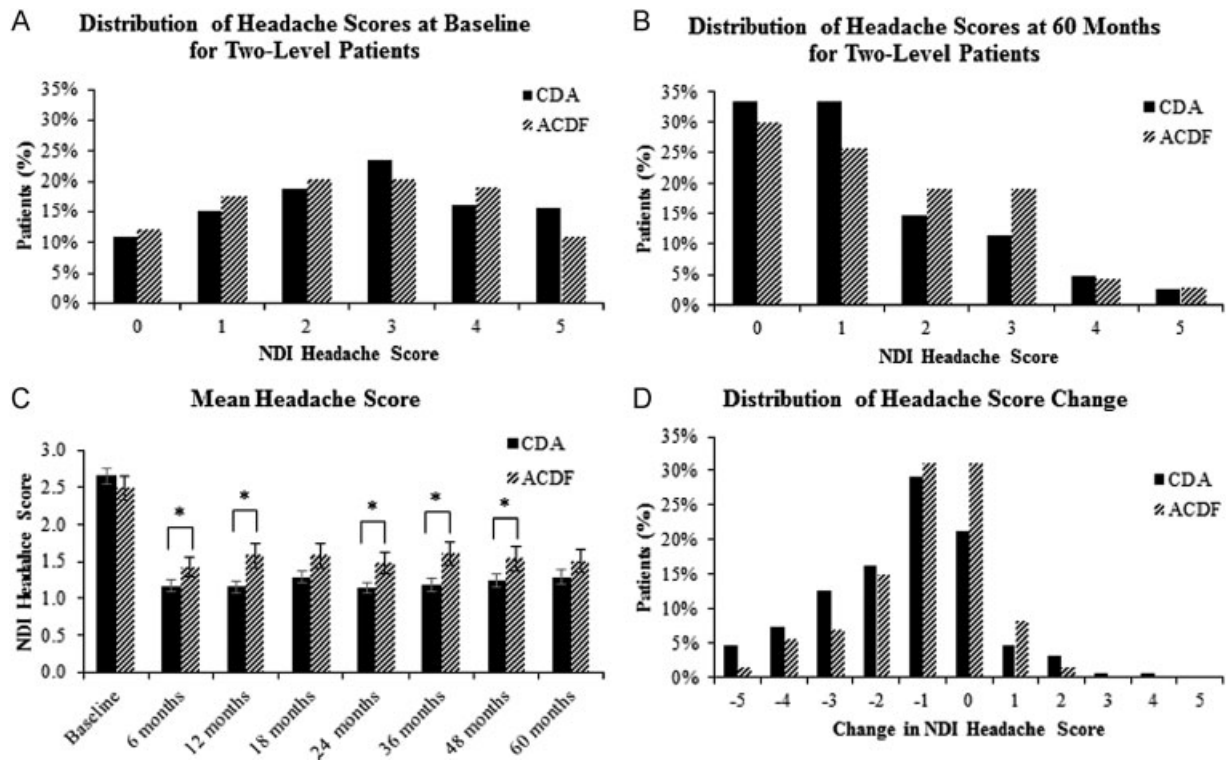 A
Distribution of Headache Scores at Baseline
for Two-Level Patients
35%
30%
25%
20%
15%
10%
5%
0%
Patients (%)
CDA
ACDF
0 1 2 3 4 5
NDI Headache Score
B
Distribution of Headache Scores at 60 Months
for Two-Level Patients
35%
30%
25%
20%
15%
10%
5%
0%
Patients (%)
CDA
ACDF
0 1 2 3 4 5
NDI Headache Score
C
Mean Headache Score
3.0
2.5
2.0
1.5
1.0
0.5
0.0
NDI Headahce Score
CDA
ACDF
* * * * *
Baseline 6 months 12 months 18 months 24 months 36 months 48 months 60 months
D
Distribution of Headache Score Change
35%
30%
25%
20%
15%
10%
5%
0%
Patients (%)
CDA
ACDF
-5 -4 -3 -2 -1 0 1 2 3 4 5
Change in NDI Headache Score